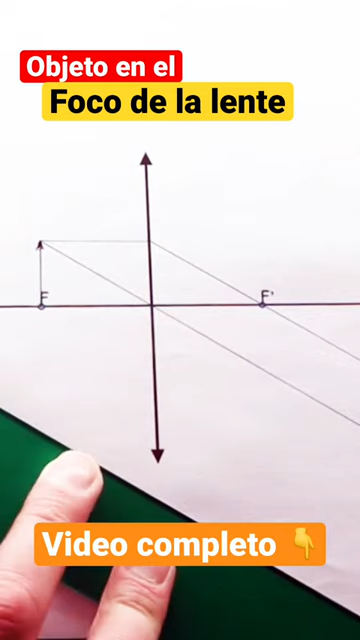 Objeto en el
Foco de la lente
F F'
Video completo 👇